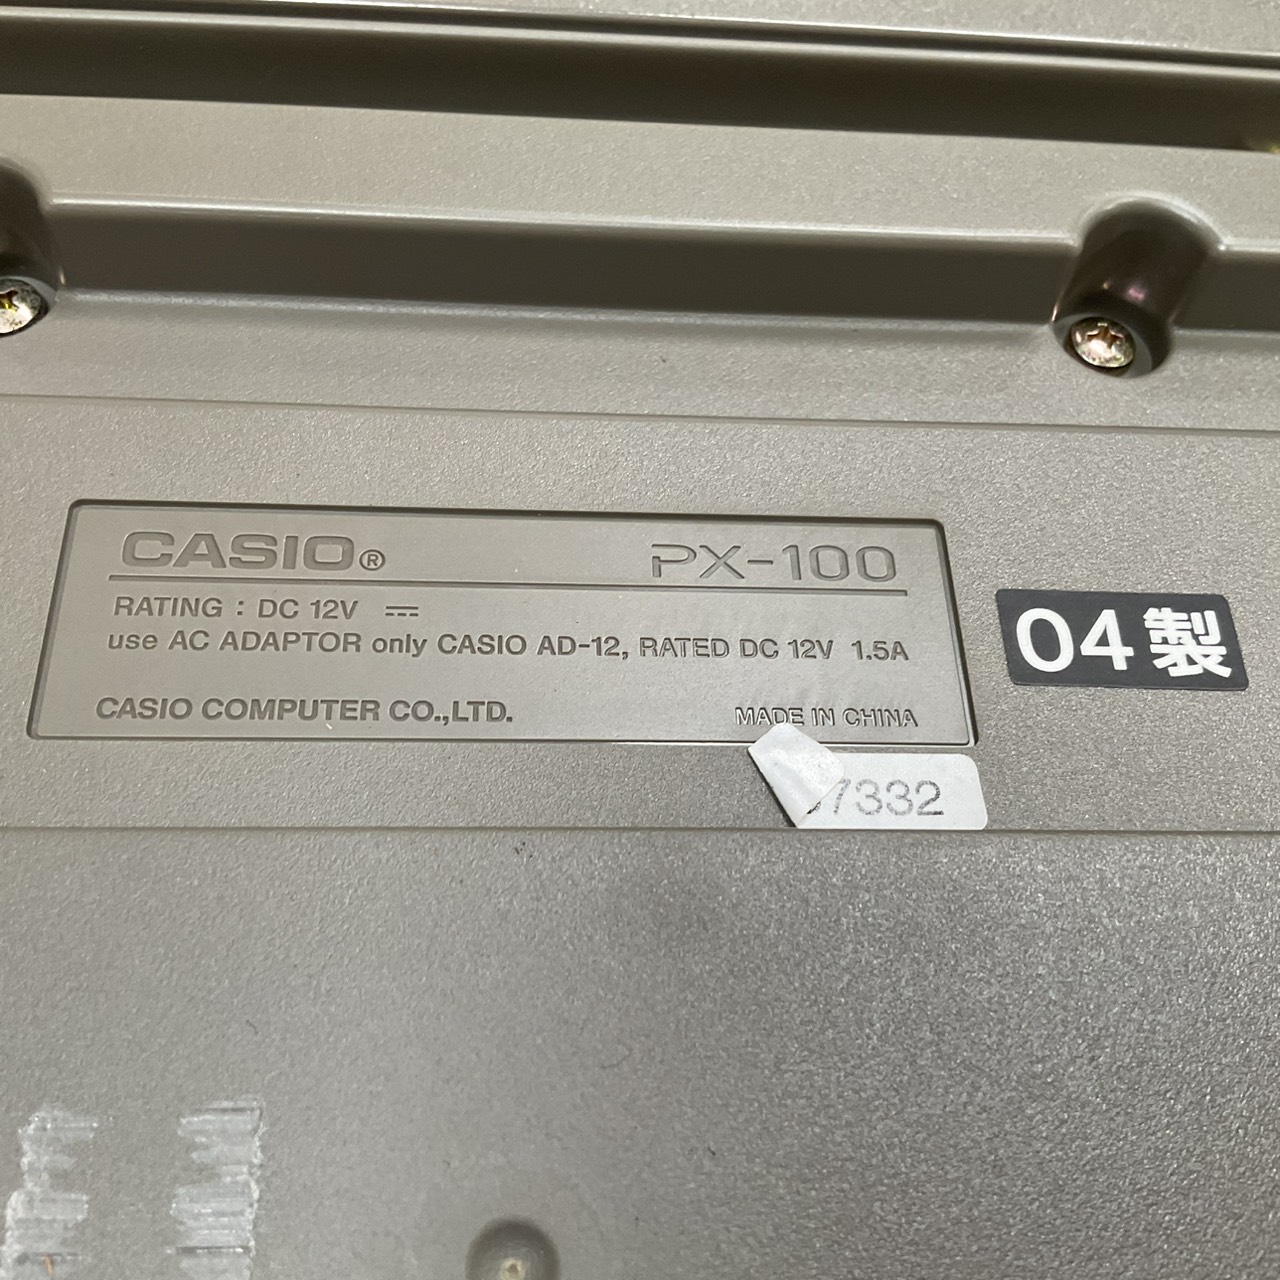 CASIO® PX-100
RATING : DC 12V ⎓
use AC ADAPTOR only CASIO AD-12, RATED DC 12V 1.5A
CASIO COMPUTER CO.,LTD. MADE IN CHINA
04製
7332